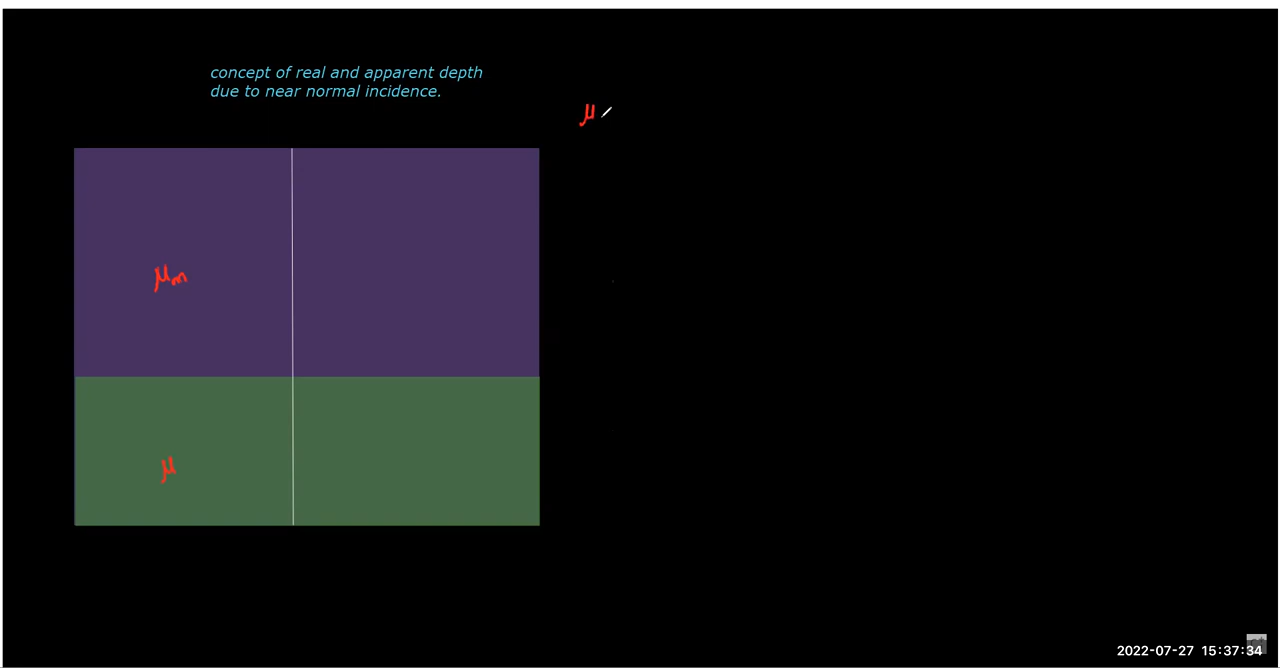 concept of real and apparent depth
due to near normal incidence.
μ
μm
μ
2022-07-27 15:37:34